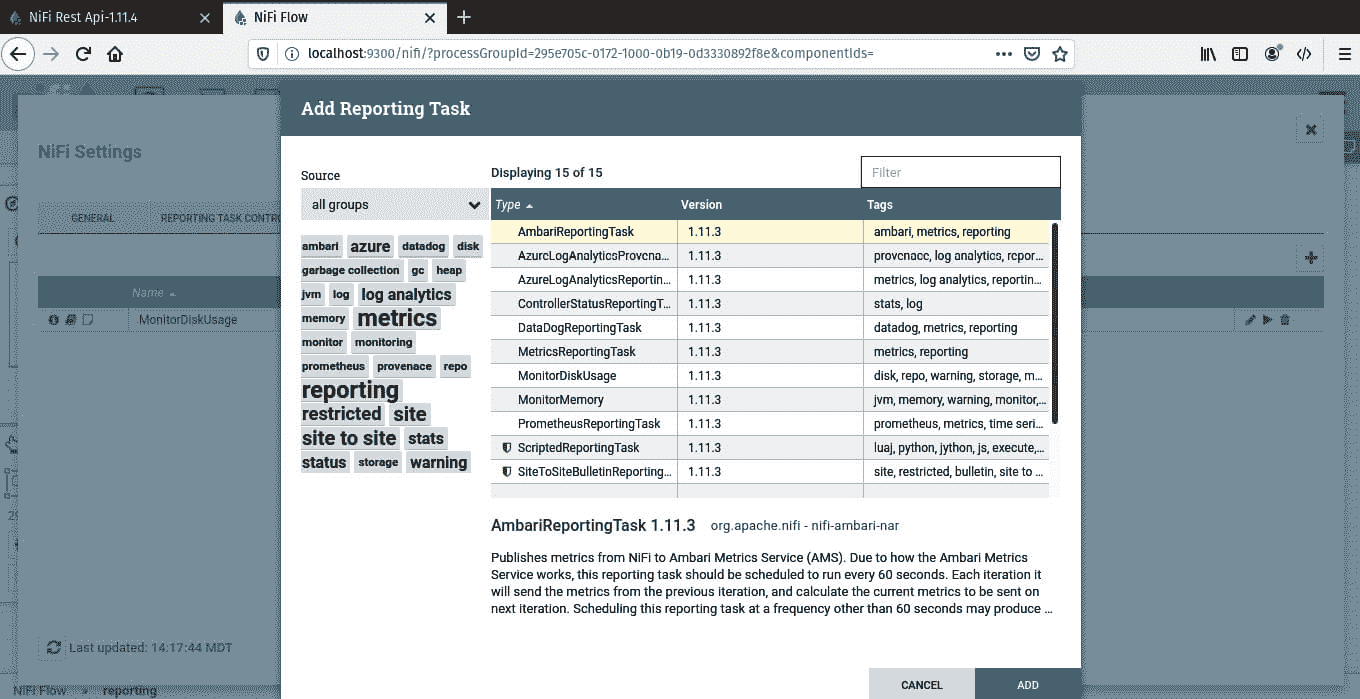 NiFi Rest Api-1.11.4
NiFi Flow
localhost:9300/nifi/?processGroupId=295e705c-0172-1000-0b19-0d3330892f8e&componentIds=
Add Reporting Task
NiFi Settings
GENERAL
REPORTING TASK CONTR
Name
MonitorDiskUsage
Source
all groups
ambari azure datadog disk
garbage collection gc heap
jvm log log analytics
memory metrics
monitor monitoring
prometheus provenace repo
reporting
restricted site
site to site stats
status storage warning
Displaying 15 of 15
Filter
Type Version Tags
AmbariReportingTask 1.11.3 ambari, metrics, reporting
AzureLogAnalyticsProvena... 1.11.3 provenace, log analytics, repor...
AzureLogAnalyticsReportin... 1.11.3 metrics, log analytics, reportin...
ControllerStatusReportingT... 1.11.3 stats, log
DataDogReportingTask 1.11.3 datadog, metrics, reporting
MetricsReportingTask 1.11.3 metrics, reporting
MonitorDiskUsage 1.11.3 disk, repo, warning, storage, m...
MonitorMemory 1.11.3 jvm, memory, warning, monitor,...
PrometheusReportingTask 1.11.3 prometheus, metrics, time seri...
ScriptedReportingTask 1.11.3 luaj, python, jython, js, execute,...
SiteToSiteBulletinReporting... 1.11.3 site, restricted, bulletin, site to ...
AmbariReportingTask 1.11.3 org.apache.nifi - nifi-ambari-nar
Publishes metrics from NiFi to Ambari Metrics Service (AMS). Due to how the Ambari Metrics
Service works, this reporting task should be scheduled to run every 60 seconds. Each iteration it
will send the metrics from the previous iteration, and calculate the current metrics to be sent on
next iteration. Scheduling this reporting task at a frequency other than 60 seconds may produce ...
Last updated: 14:17:44 MDT
CANCEL
ADD
NiFi Flow » reporting